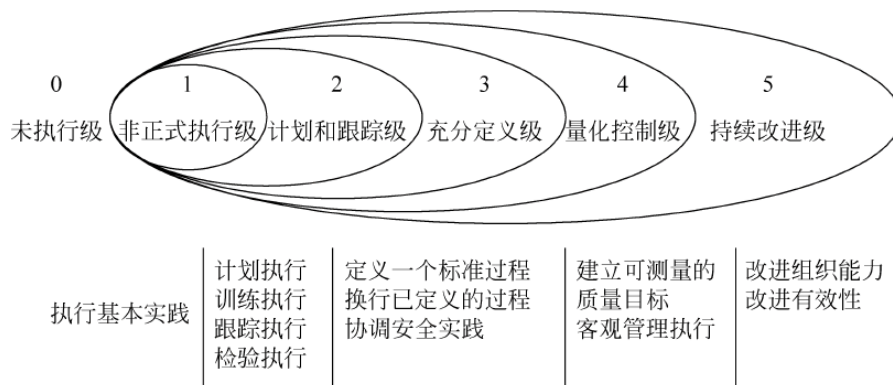 0 1 2 3 4 5
未执行级 非正式执行级 计划和跟踪级 充分定义级 量化控制级 持续改进级
执行基本实践
计划执行
训练执行
跟踪执行
检验执行
定义一个标准过程
换行已定义的过程
协调安全实践
建立可测量的
质量目标
客观管理执行
改进组织能力
改进有效性